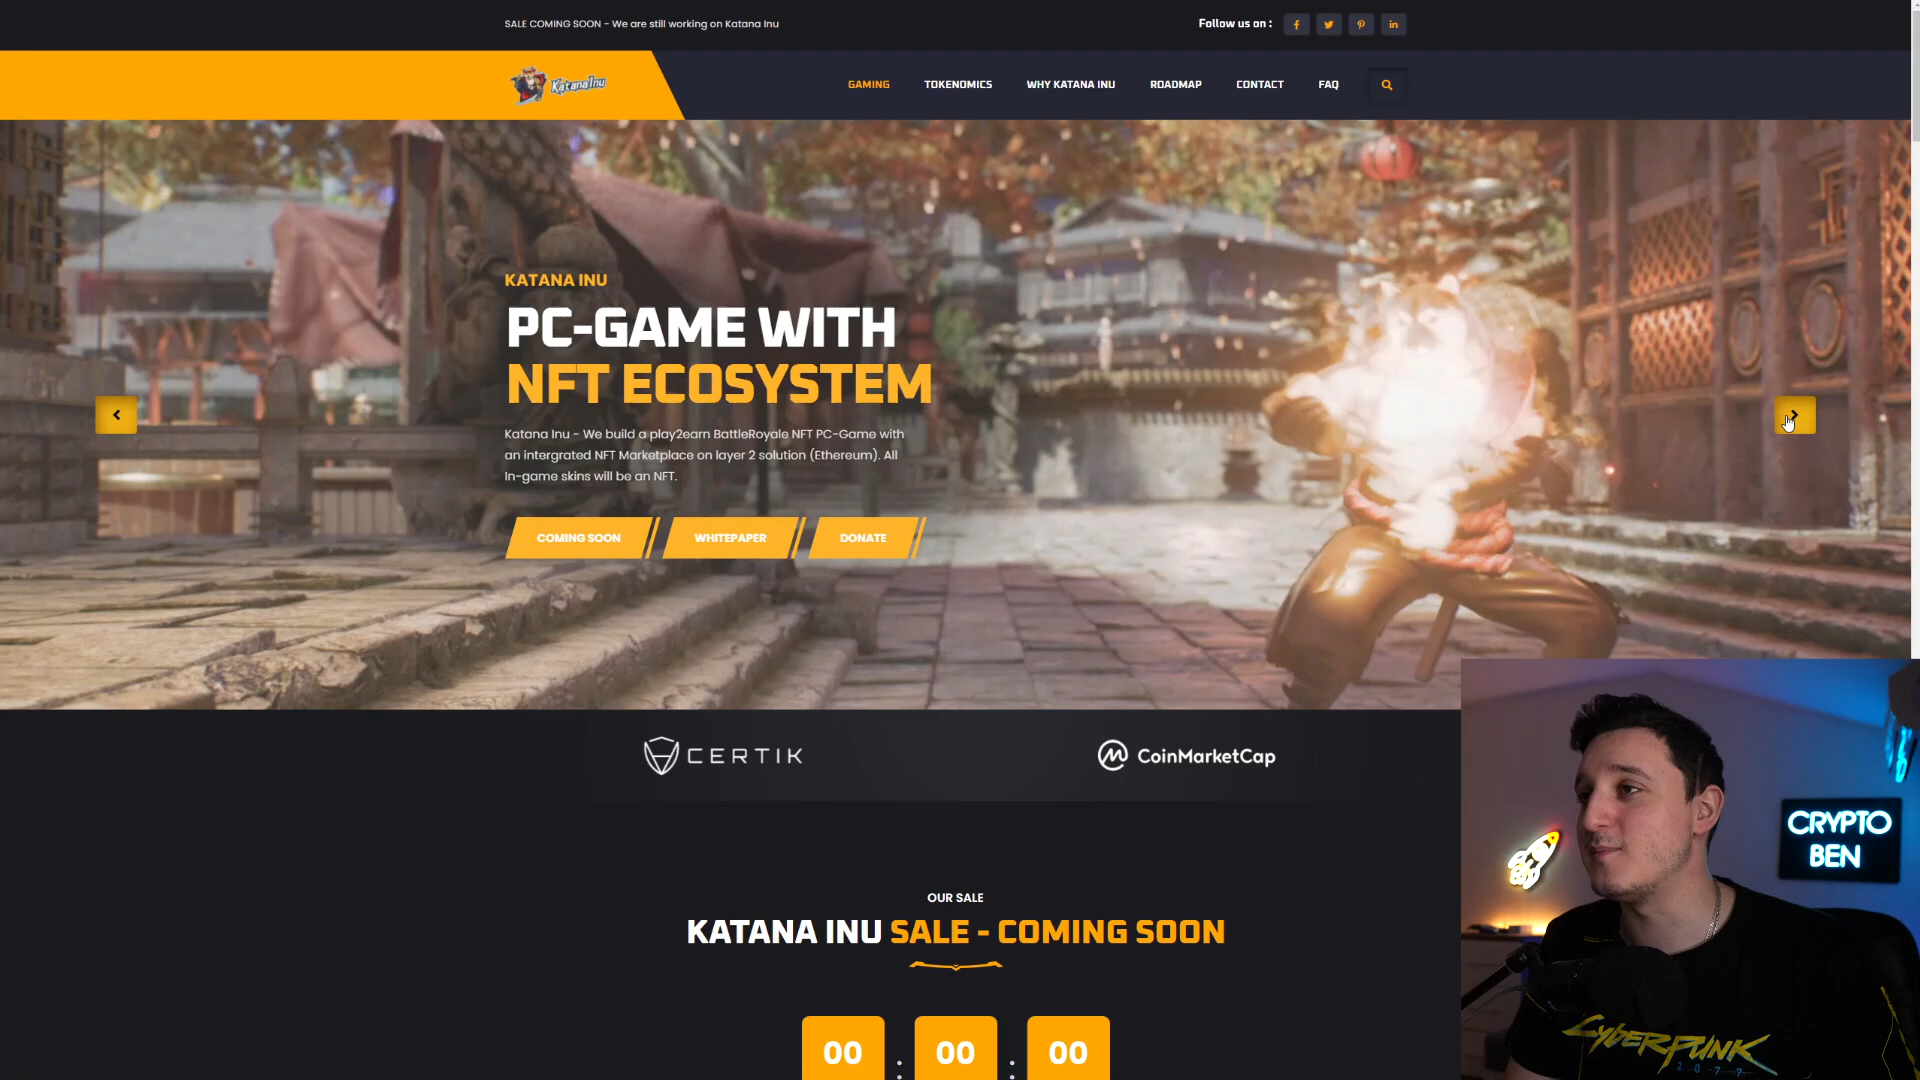 SALE COMING SOON - We are still working on Katana Inu
Follow us on :
KatanaInu
GAMING
TOKENOMICS
WHY KATANA INU
ROADMAP
CONTACT
FAQ
KATANA INU
PC-GAME WITH
NFT ECOSYSTEM
Katana Inu - We build a play2earn BattleRoyale NFT PC-Game with
an intergrated NFT Marketplace on layer 2 solution (Ethereum). All
In-game skins will be an NFT.
COMING SOON
WHITEPAPER
DONATE
CERTIK
CoinMarketCap
OUR SALE
KATANA INU SALE - COMING SOON
00 : 00 : 00
CRYPTO
BEN
CYBERPUNK
2077